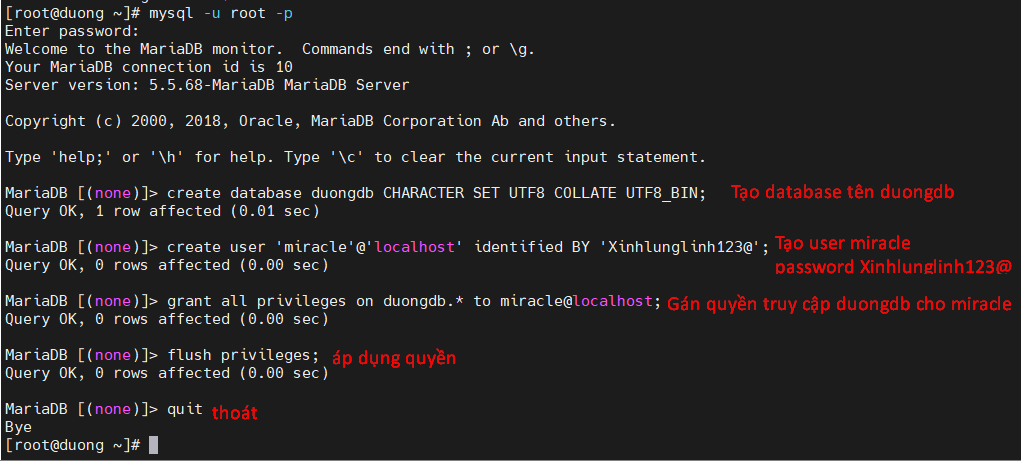 [root@duong ~]# mysql -u root -p
Enter password:
Welcome to the MariaDB monitor.  Commands end with ; or \g.
Your MariaDB connection id is 10
Server version: 5.5.68-MariaDB MariaDB Server
Copyright (c) 2000, 2018, Oracle, MariaDB Corporation Ab and others.
Type 'help;' or '\h' for help. Type '\c' to clear the current input statement.
MariaDB [(none)]> create database duongdb CHARACTER SET UTF8 COLLATE UTF8_BIN; Tạo database tên duongdb
Query OK, 1 row affected (0.01 sec)
MariaDB [(none)]> create user 'miracle'@'localhost' identified BY 'Xinhlunglinh123@'; Tạo user miracle
Query OK, 0 rows affected (0.00 sec) password Xinhlunglinh123@
MariaDB [(none)]> grant all privileges on duongdb.* to miracle@localhost; Gán quyền truy cập duongdb cho miracle
Query OK, 0 rows affected (0.00 sec)
MariaDB [(none)]> flush privileges; áp dụng quyền
Query OK, 0 rows affected (0.00 sec)
MariaDB [(none)]> quit thoát
Bye
[root@duong ~]#